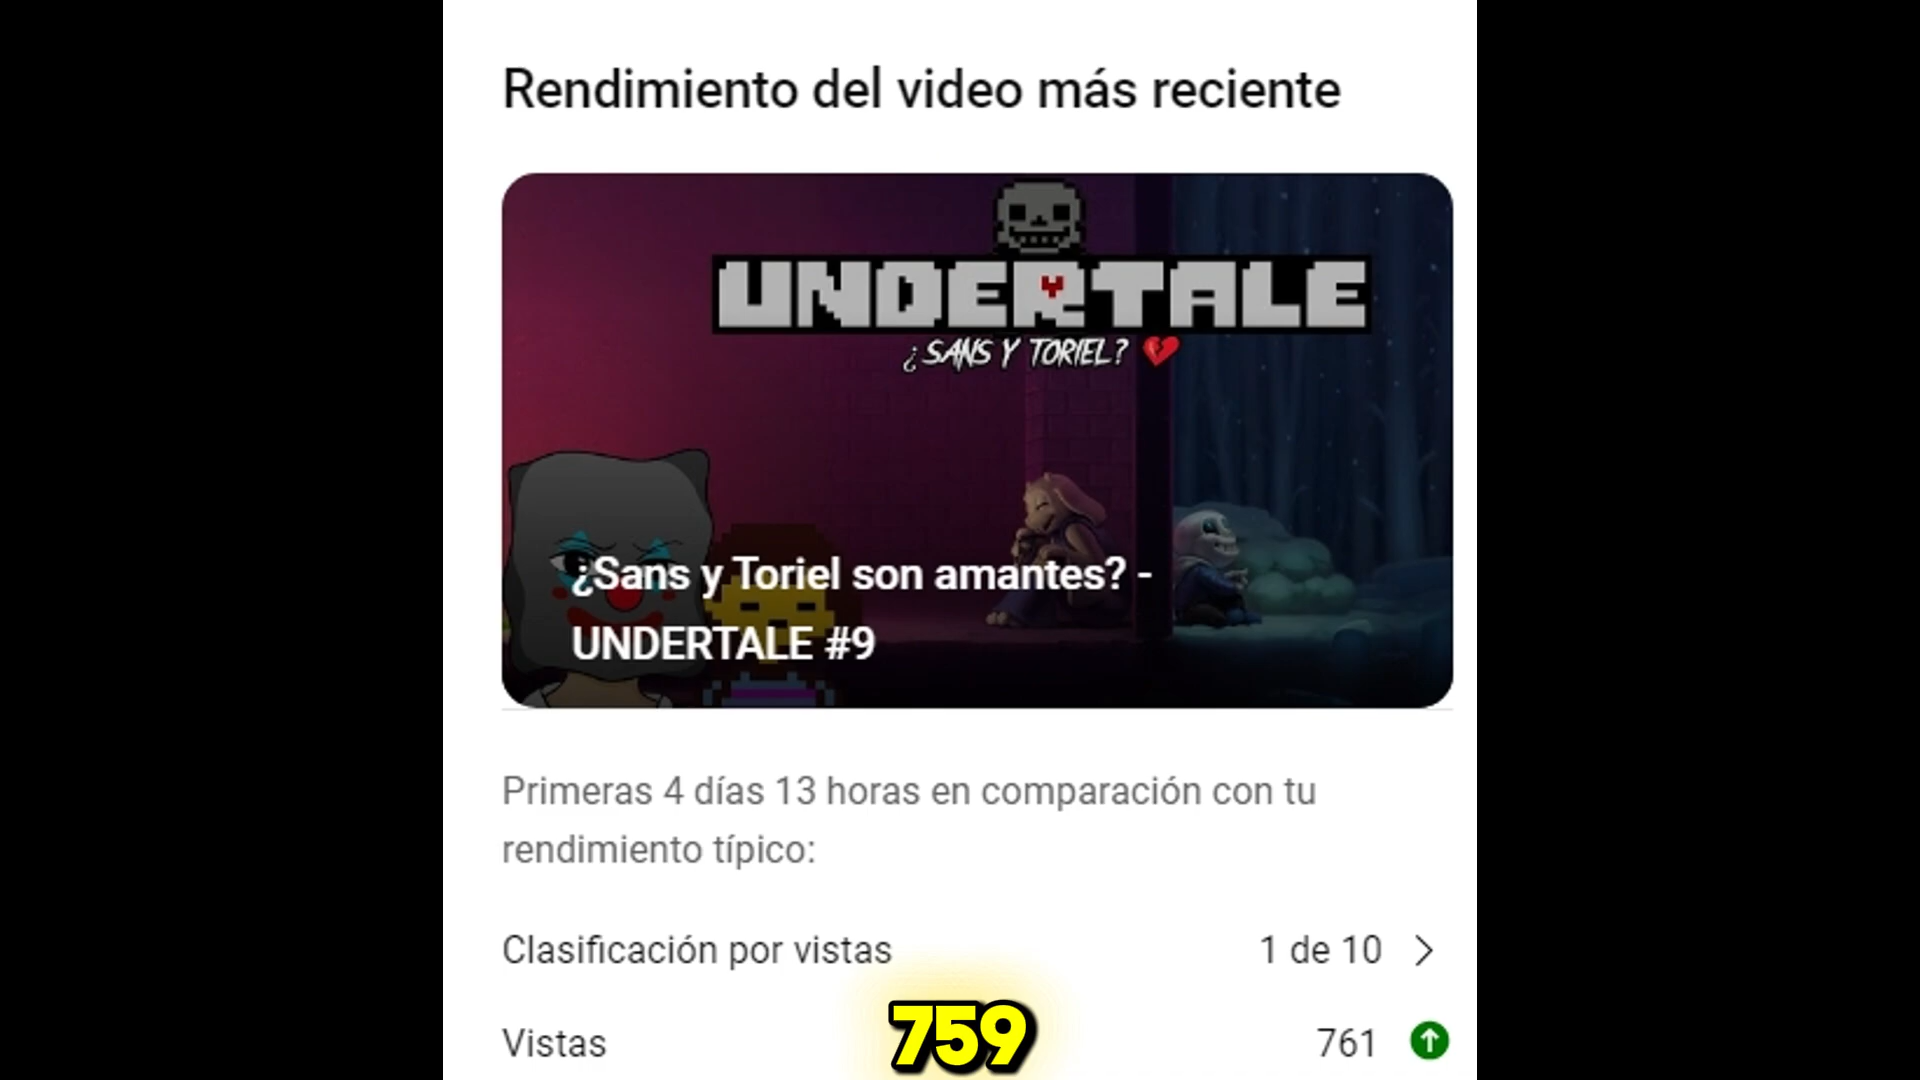 Rendimiento del video más reciente
UNDERTALE
¿SANS Y TORIEL? 💔
¿Sans y Toriel son amantes? -
UNDERTALE #9
Primeras 4 días 13 horas en comparación con tu
rendimiento típico:
Clasificación por vistas 1 de 10
759
Vistas 761